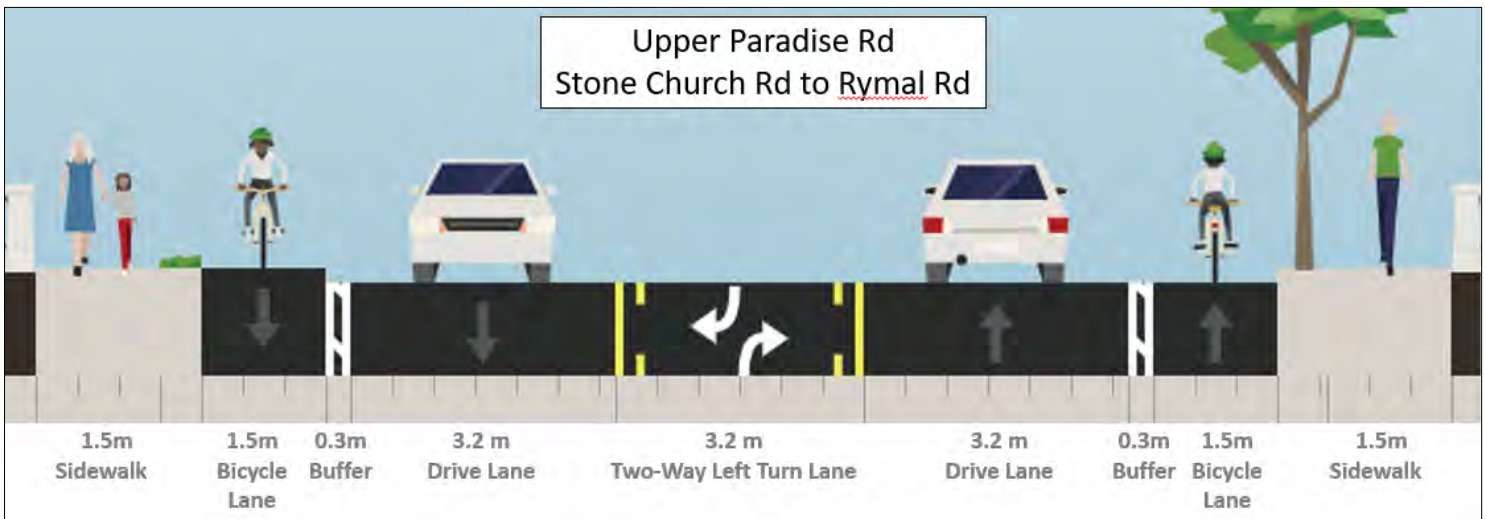 Upper Paradise Rd
Stone Church Rd to Rymal Rd
1.5m 1.5m 0.3m 3.2 m 3.2 m 3.2 m 0.3m 1.5m 1.5m
Sidewalk Bicycle Buffer Drive Lane Two-Way Left Turn Lane Drive Lane Buffer Bicycle Sidewalk
Lane Lane